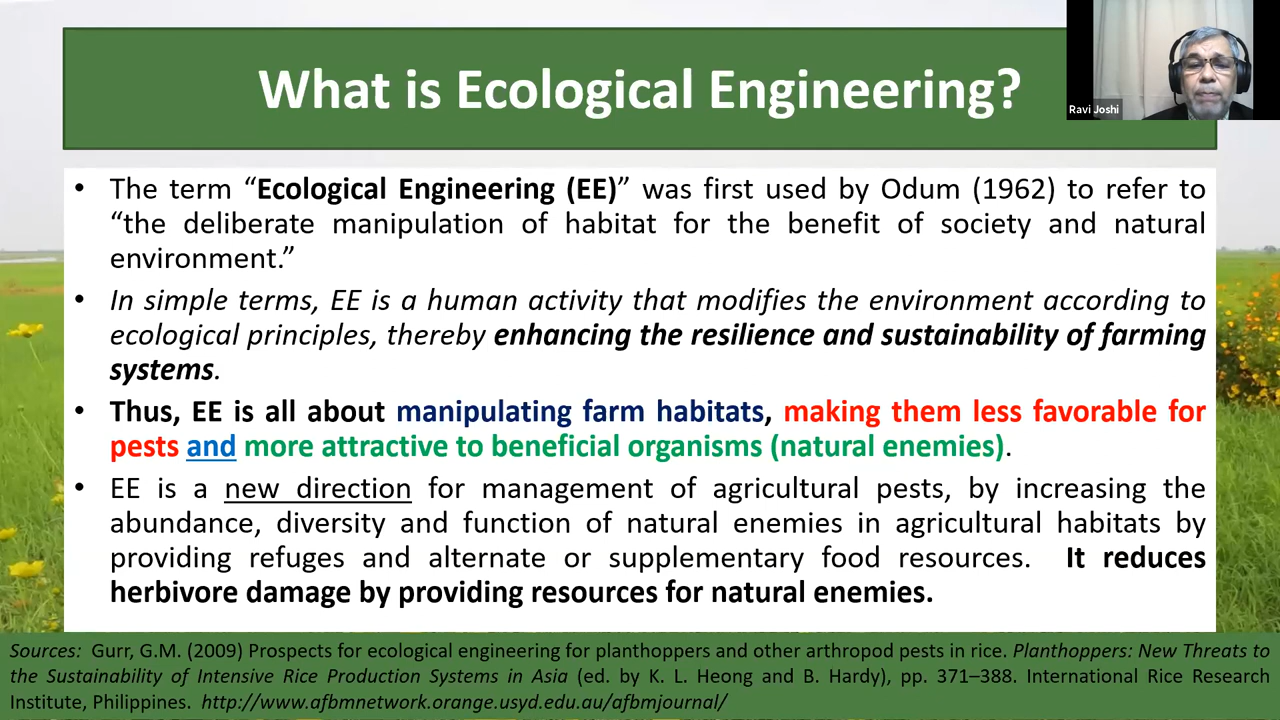 What is Ecological Engineering?
Ravi Joshi
• The term “Ecological Engineering (EE)” was first used by Odum (1962) to refer to
“the deliberate manipulation of habitat for the benefit of society and natural
environment.”
• In simple terms, EE is a human activity that modifies the environment according to
ecological principles, thereby enhancing the resilience and sustainability of farming
systems.
• Thus, EE is all about manipulating farm habitats, making them less favorable for
pests and more attractive to beneficial organisms (natural enemies).
• EE is a new direction for management of agricultural pests, by increasing the
abundance, diversity and function of natural enemies in agricultural habitats by
providing refuges and alternate or supplementary food resources. It reduces
herbivore damage by providing resources for natural enemies.
Sources: Gurr, G.M. (2009) Prospects for ecological engineering for planthoppers and other arthropod pests in rice. Planthoppers: New Threats to
the Sustainability of Intensive Rice Production Systems in Asia (ed. by K. L. Heong and B. Hardy), pp. 371–388. International Rice Research
Institute, Philippines. http://www.afbmnetwork.orange.usyd.edu.au/afbmjournal/